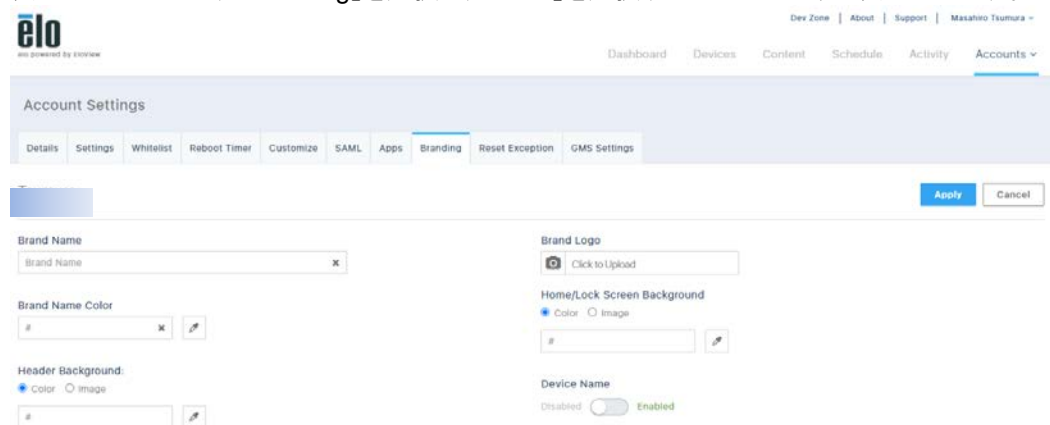 Dev Zone | About | Support | Masahiro Tsumura
elo
elo powered by EloView
Dashboard Devices Content Schedule Activity Accounts
Account Settings
Details Settings Whitelist Reboot Timer Customize SAML Apps Branding Reset Exception GMS Settings
Apply Cancel
Brand Name
Brand Name
Brand Name Color
#
Header Background:
Color Image
#
Brand Logo
Click to Upload
Home/Lock Screen Background
Color Image
#
Device Name
Disabled Enabled